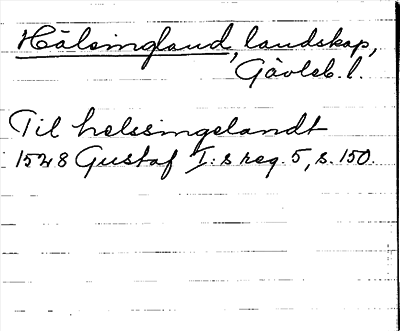 Hälsingland, landskap,
Gävleb. l.
Til helssingelandt
1528 Gustaf I:s reg. 5, s. 150.